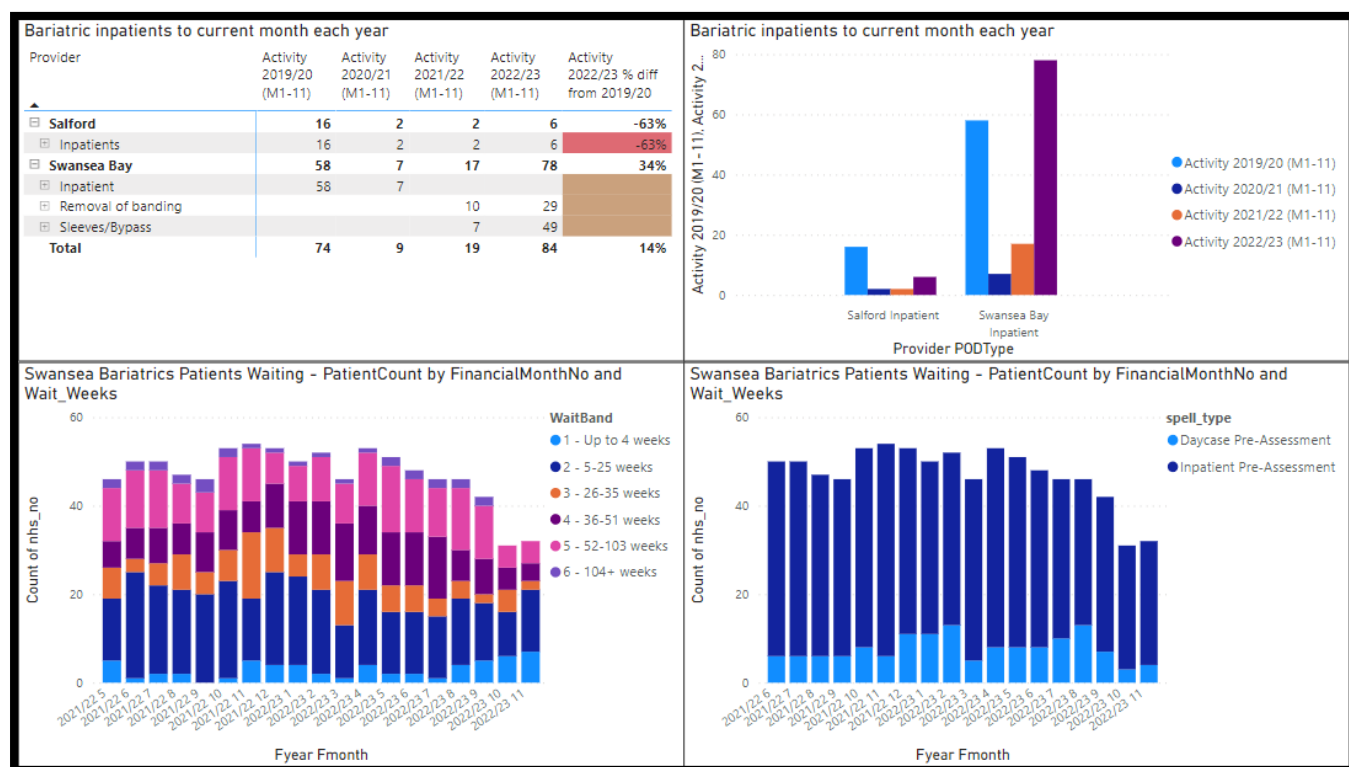 Bariatric inpatients to current month each year
Provider Activity 2019/20 (M1-11) Activity 2020/21 (M1-11) Activity 2021/22 (M1-11) Activity 2022/23 (M1-11) Activity 2022/23 % diff from 2019/20
Salford 16 2 2 6 -63%
Inpatients 16 2 2 6 -63%
Swansea Bay 58 7 17 78 34%
Inpatient 58 7
Removal of banding 10 29
Sleeves/Bypass 7 49
Total 74 9 19 84 14%
Bariatric inpatients to current month each year
Activity 2019/20 (M1-11), Activity 2...
80
60
40
20
0
Salford Inpatient
Swansea Bay
Inpatient
Provider PODType
Activity 2019/20 (M1-11)
Activity 2020/21 (M1-11)
Activity 2021/22 (M1-11)
Activity 2022/23 (M1-11)
Swansea Bariatrics Patients Waiting - PatientCount by FinancialMonthNo and
Wait_Weeks
Count of nhs_no
60
40
20
0
2021/22 5
2021/22 6
2021/22 7
2021/22 8
2021/22 9
2021/22 10
2021/22 11
2021/22 12
2022/23 1
2022/23 2
2022/23 3
2022/23 4
2022/23 5
2022/23 6
2022/23 7
2022/23 8
2022/23 9
2022/23 10
2022/23 11
Fyear Fmonth
WaitBand
1 - Up to 4 weeks
2 - 5-25 weeks
3 - 26-35 weeks
4 - 36-51 weeks
5 - 52-103 weeks
6 - 104+ weeks
Swansea Bariatrics Patients Waiting - PatientCount by FinancialMonthNo and
Wait_Weeks
Count of nhs_no
60
40
20
0
2021/22 6
2021/22 7
2021/22 8
2021/22 9
2021/22 10
2021/22 11
2021/22 12
2022/23 1
2022/23 2
2022/23 3
2022/23 4
2022/23 5
2022/23 6
2022/23 7
2022/23 8
2022/23 9
2022/23 10
2022/23 11
Fyear Fmonth
spell_type
Daycase Pre-Assessment
Inpatient Pre-Assessment